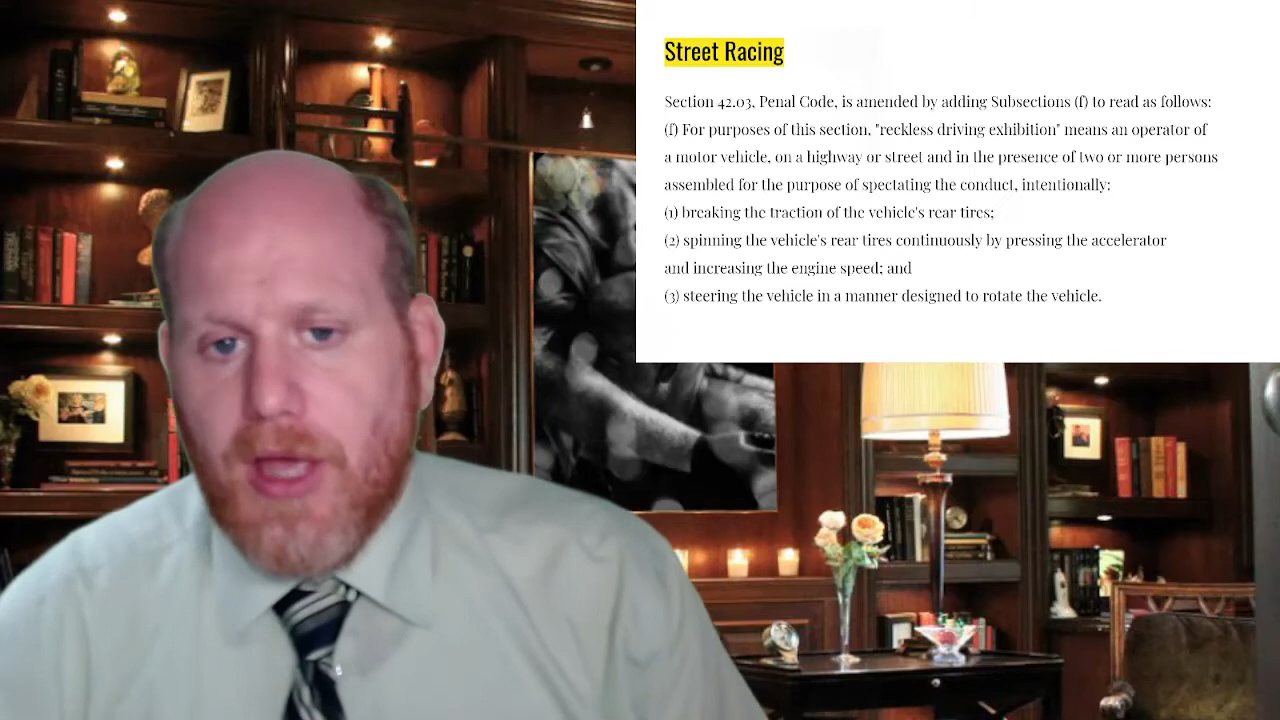 Street Racing
Section 42.03, Penal Code, is amended by adding Subsections (f) to read as follows:
(f) For purposes of this section, "reckless driving exhibition" means an operator of
a motor vehicle, on a highway or street and in the presence of two or more persons
assembled for the purpose of spectating the conduct, intentionally:
(1) breaking the traction of the vehicle's rear tires;
(2) spinning the vehicle's rear tires continuously by pressing the accelerator
and increasing the engine speed; and
(3) steering the vehicle in a manner designed to rotate the vehicle.